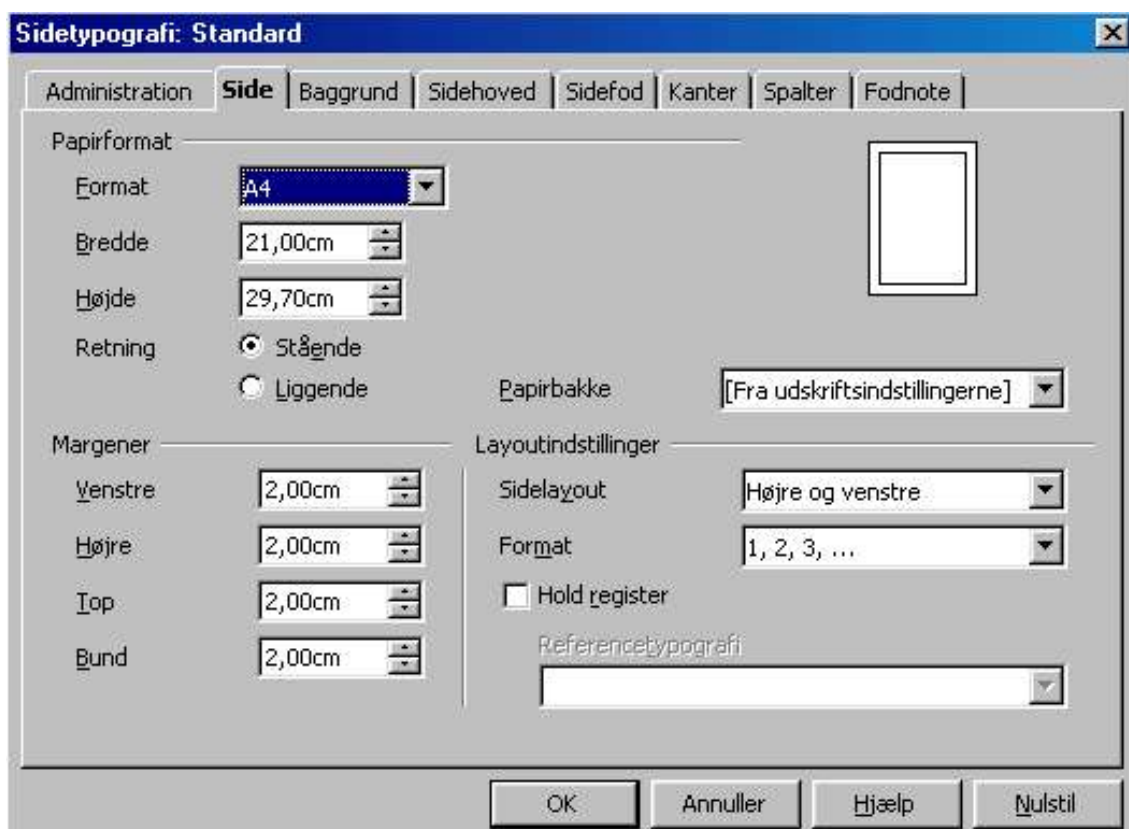 Sidetypografi: Standard
Administration Side Baggrund Sidehoved Sidefod Kanter Spalter Fodnote
Papirformat
Format A4
Bredde 21,00cm
Højde 29,70cm
Retning Stående
Liggende Papirbakke [Fra udskriftsindstillingerne]
Margener Layoutindstillinger
Venstre 2,00cm Sidelayout Højre og venstre
Højre 2,00cm Format 1, 2, 3, ...
Top 2,00cm Hold register
Bund 2,00cm Referencetypografi
OK Annuller Hjælp Nulstil